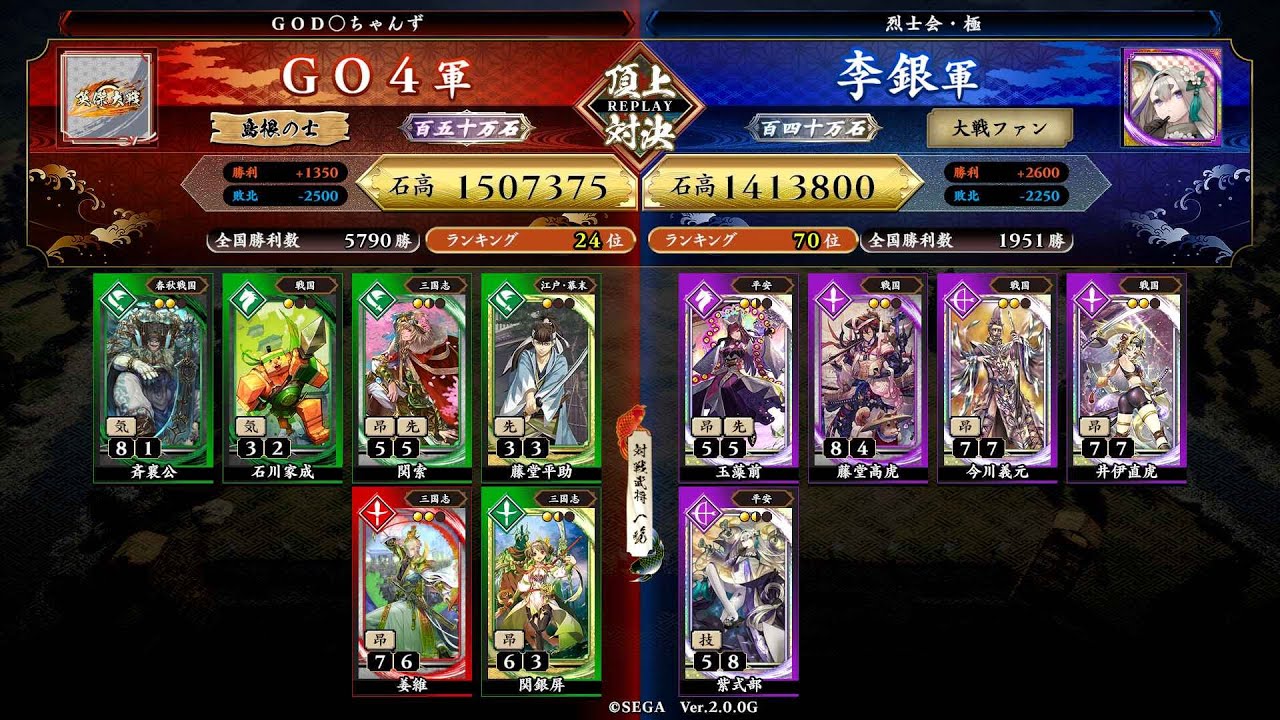 GOD〇ちゃんず
烈士会・極
英傑大戦
GO4軍
頂上
REPLAY
対決
李銀軍
島根の士
百五十万石
百四十万石
大戦ファン
勝利 +1350
敗北 -2500
石高 1507375
石高 1413800
勝利 +2600
敗北 -2250
全国勝利数 5790勝
ランキング 24位
ランキング 70位
全国勝利数 1951勝
春秋戦国
戦国
三国志
江戸・幕末
平安
戦国
戦国
戦国
気
気
昂 先
先
昂 先
昂
昂
8 1
3 2
5 5
3 3
5 5
8 4
7 7
7 7
斉襄公
石川家成
関索
藤堂平助
玉藻前
藤堂高虎
今川義元
井伊直虎
対戦武将一覧
三国志
三国志
平安
昂
昂
技
7 6
6 3
5 8
姜維
関銀屏
紫式部
©SEGA Ver.2.0.0G